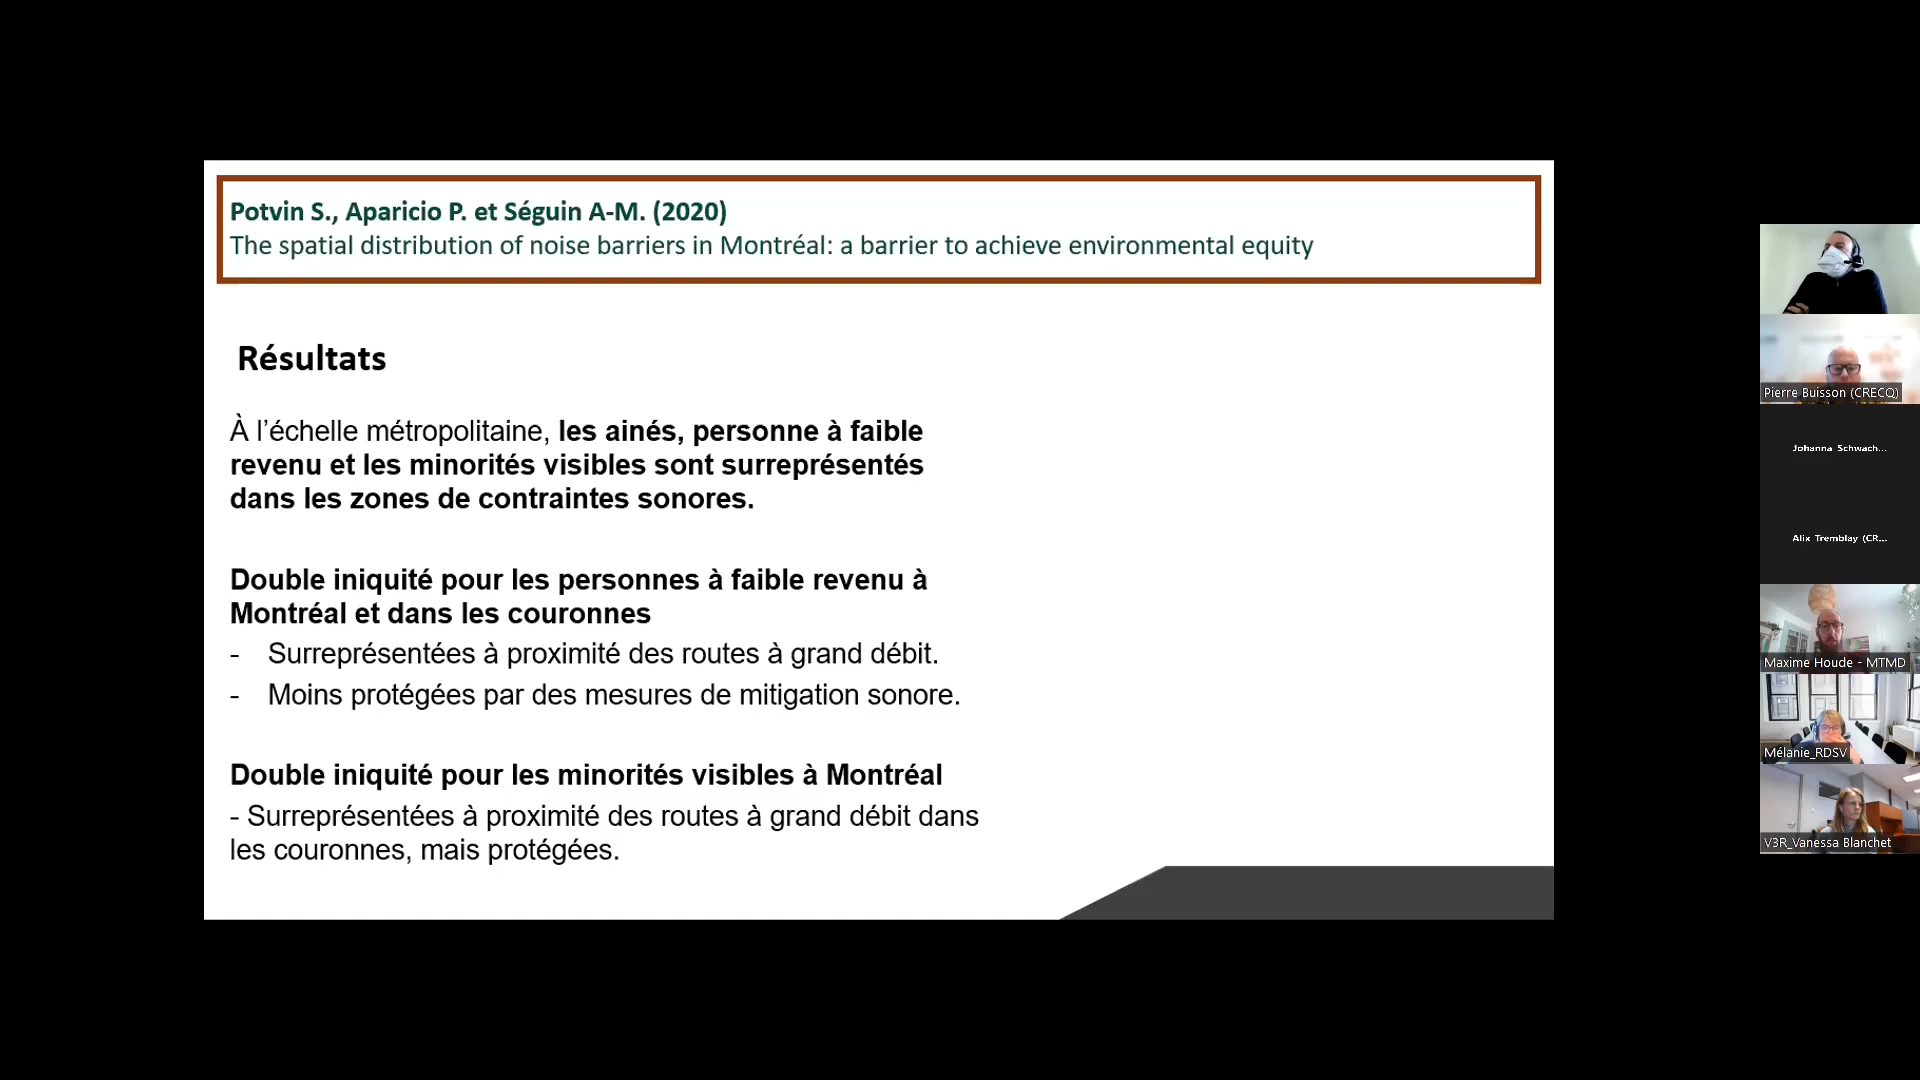 Potvin S., Aparicio P. et Séguin A-M. (2020)
The spatial distribution of noise barriers in Montréal: a barrier to achieve environmental equity
Résultats
À l’échelle métropolitaine, les ainés, personne à faible
revenu et les minorités visibles sont surreprésentés
dans les zones de contraintes sonores.
Double iniquité pour les personnes à faible revenu à
Montréal et dans les couronnes
- Surreprésentées à proximité des routes à grand débit.
- Moins protégées par des mesures de mitigation sonore.
Double iniquité pour les minorités visibles à Montréal
- Surreprésentées à proximité des routes à grand débit dans
les couronnes, mais protégées.
Pierre Buisson (CRECQ)
Johanna Schwach...
Alix Tremblay (CR...
Maxime Houde - MTMD
Mélanie_RDSV
V3R_Vanessa Blanchet